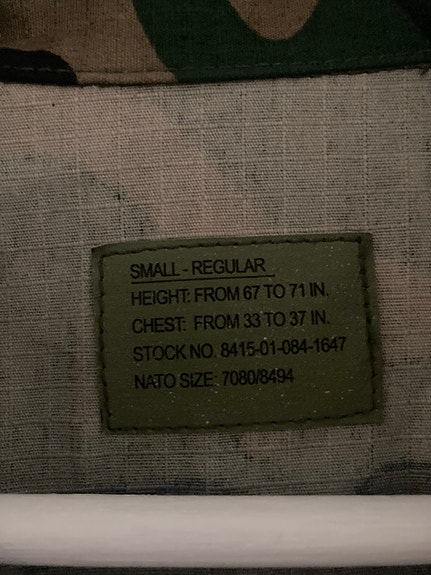 SMALL - REGULAR
HEIGHT: FROM 67 TO 71 IN.
CHEST: FROM 33 TO 37 IN.
STOCK NO. 8415-01-084-1647
NATO SIZE: 7080/8494